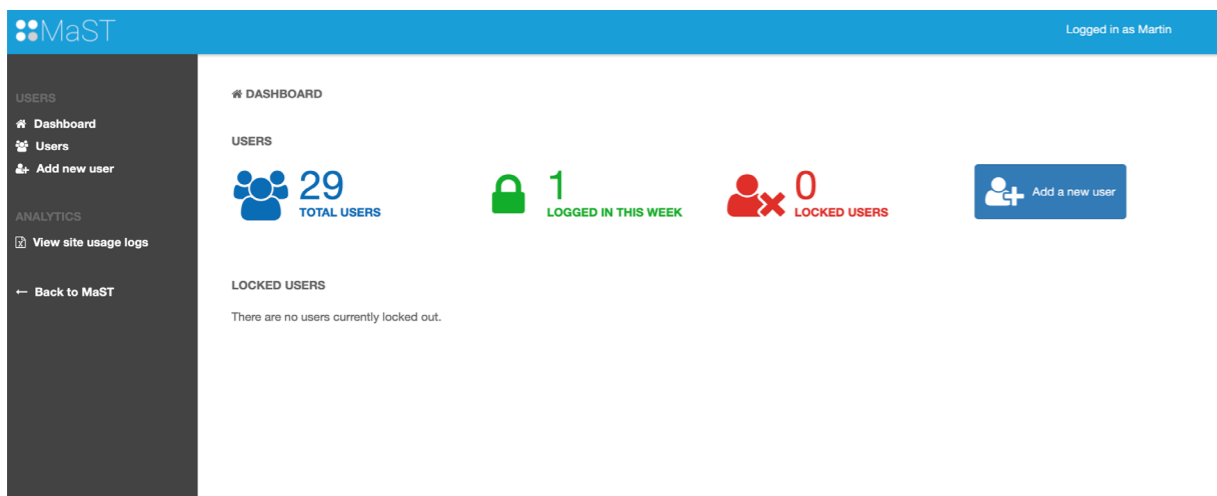 MaST
Logged in as Martin
USERS
Dashboard
Users
Add new user
ANALYTICS
View site usage logs
Back to MaST
DASHBOARD
USERS
29
TOTAL USERS
1
LOGGED IN THIS WEEK
0
LOCKED USERS
Add a new user
LOCKED USERS
There are no users currently locked out.